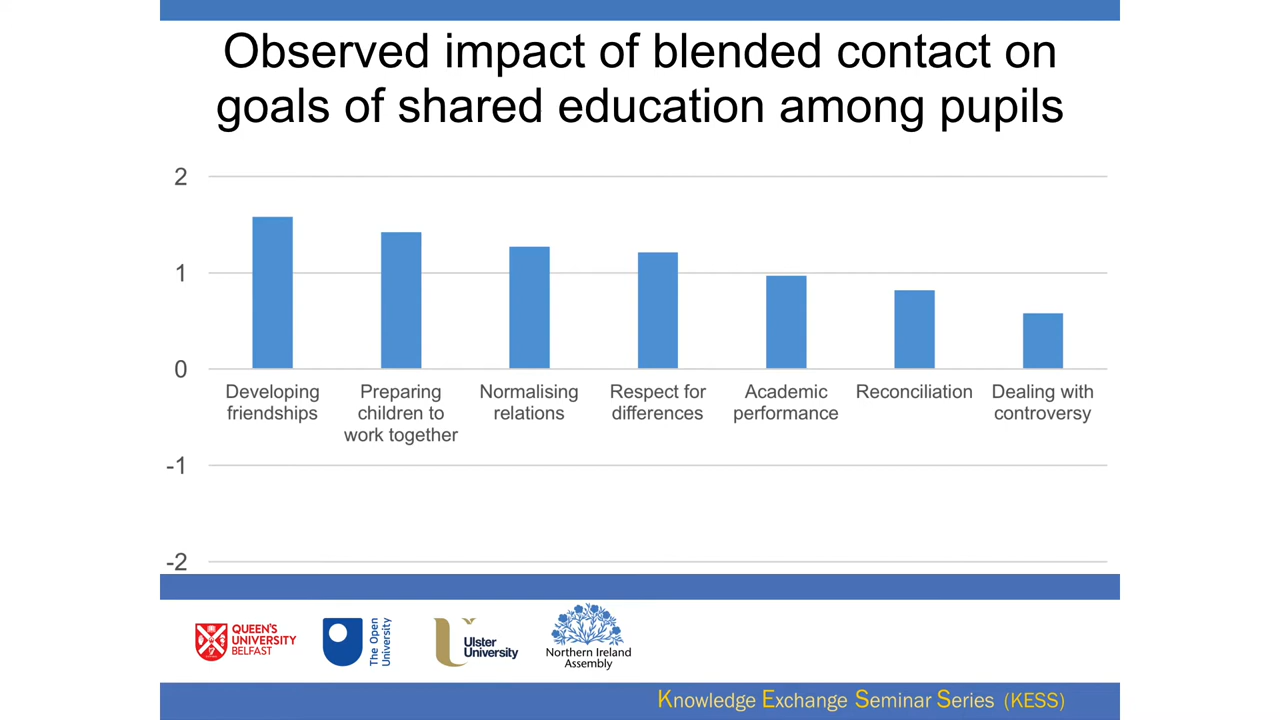 Observed impact of blended contact on
goals of shared education among pupils
2
1
0
Developing
friendships
Preparing
children to
work together
Normalising
relations
Respect for
differences
Academic
performance
Reconciliation
Dealing with
controversy
-1
-2
QUEEN'S
UNIVERSITY
BELFAST
The Open
University
Ulster
University
Northern Ireland
Assembly
Knowledge Exchange Seminar Series (KESS)